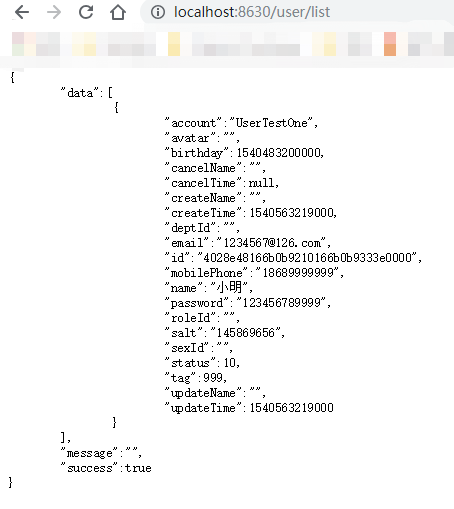 localhost:8630/user/list
{
"data":[
{
"account":"UserTestOne",
"avatar":"",
"birthday":1540483200000,
"cancelName":"",
"cancelTime":null,
"createName":"",
"createTime":1540563219000,
"deptId":"",
"email":"1234567@126.com",
"id":"4028e48166b0b9210166b0b9333e0000",
"mobilePhone":"18689999999",
"name":"小明",
"password":"123456789999",
"roleId":"",
"salt":"145869656",
"sexId":"",
"status":10,
"tag":999,
"updateName":"",
"updateTime":1540563219000
}
],
"message":"",
"success":true
}